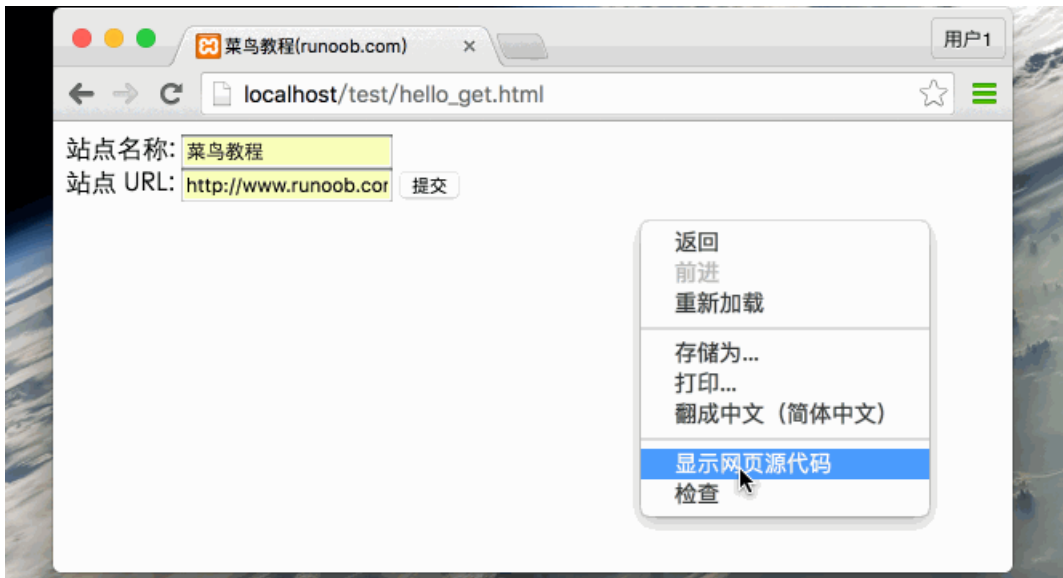 菜鸟教程(runoob.com)
用户1
localhost/test/hello_get.html
站点名称: 菜鸟教程
站点 URL: http://www.runoob.cor 提交
返回
前进
重新加载
存储为...
打印...
翻成中文（简体中文）
显示网页源代码
检查